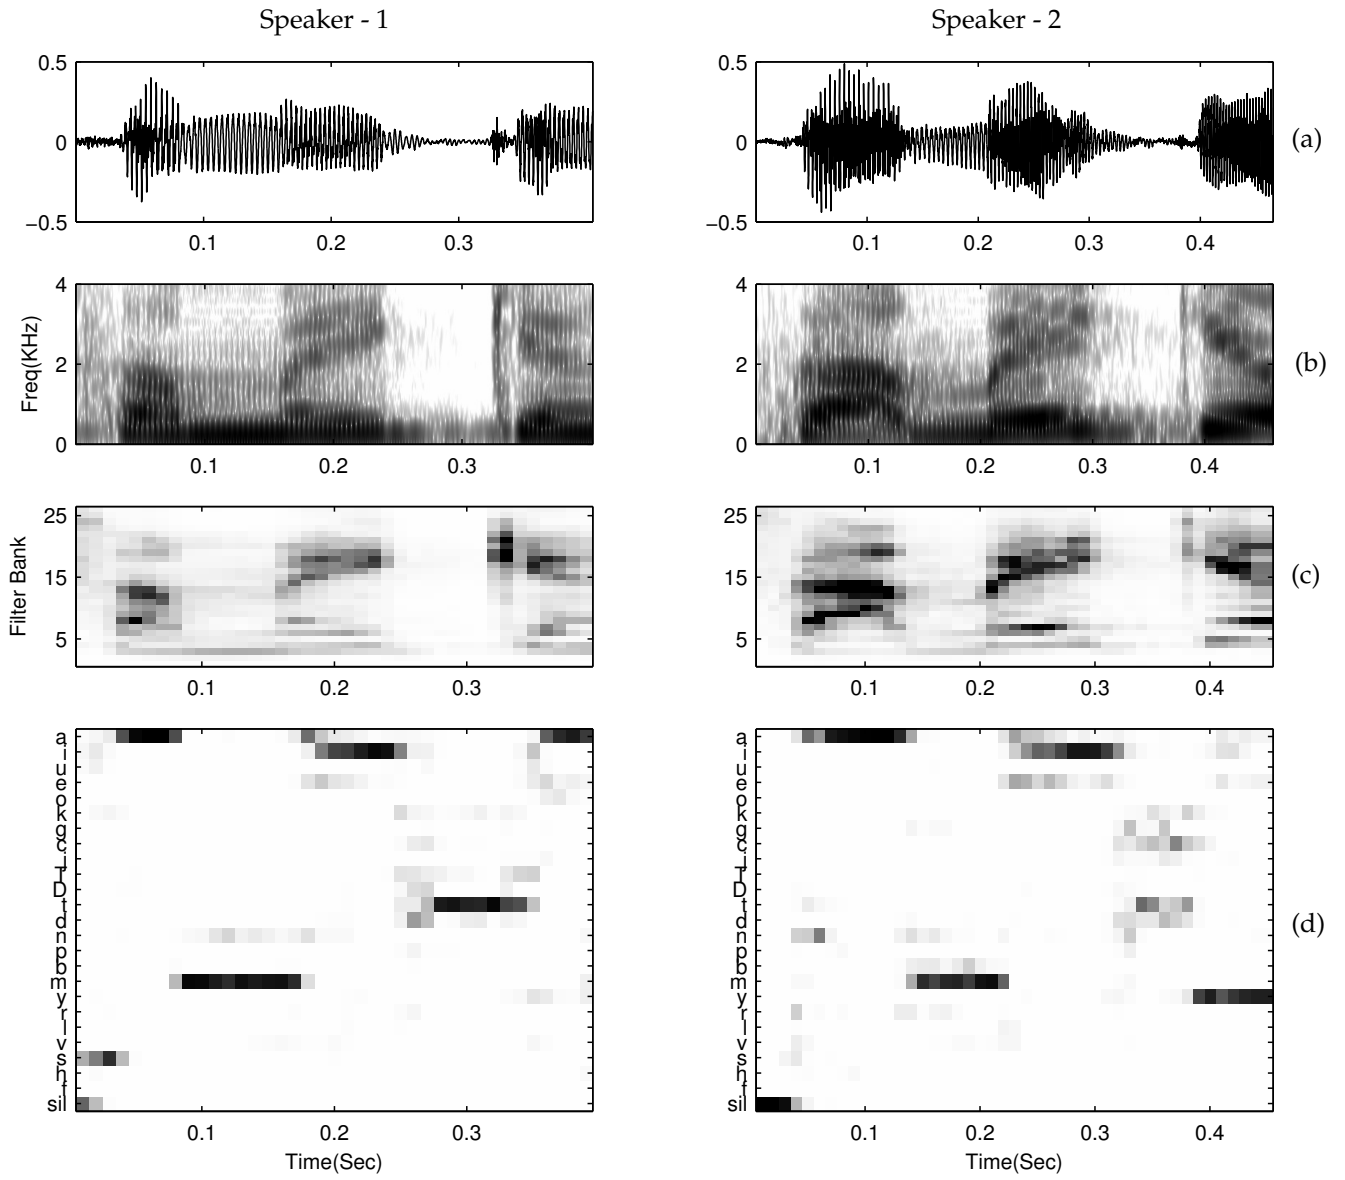 Speaker - 1
Speaker - 2
0.5
0
−0.5
0.1
0.2
0.3
0.5
0
−0.5
0.1
0.2
0.3
0.4
(a)
Freq(KHz)
4
2
0
0.1
0.2
0.3
4
2
0
0.1
0.2
0.3
0.4
(b)
Filter Bank
25
15
5
0.1
0.2
0.3
25
15
5
0.1
0.2
0.3
0.4
(c)
a
i
u
e
o
k
g
c
j
T
D
t
d
n
p
b
m
y
r
l
v
s
h
f
sil
0.1
0.2
0.3
Time(Sec)
a
i
u
e
o
k
g
c
j
T
D
t
d
n
p
b
m
y
r
l
v
s
h
f
sil
0.1
0.2
0.3
0.4
Time(Sec)
(d)